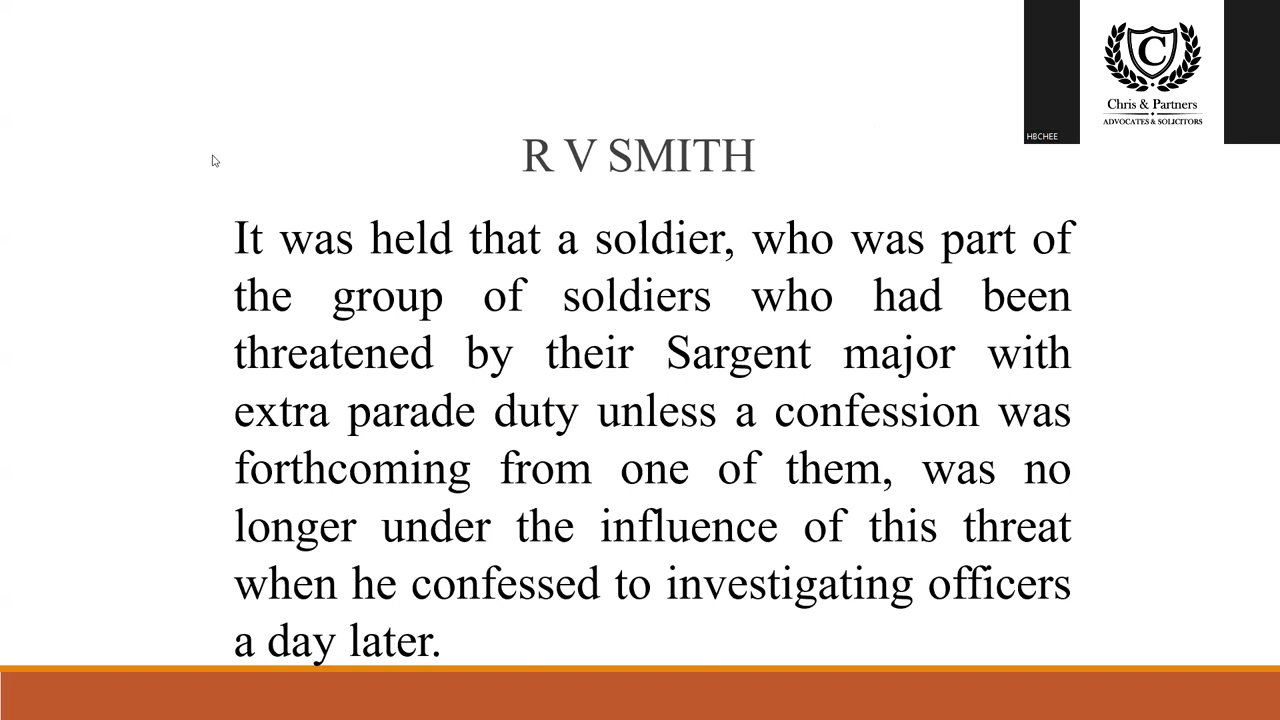 C
Chris & Partners
ADVOCATES & SOLICITORS
HBCHEE
R V SMITH
It was held that a soldier, who was part of
the group of soldiers who had been
threatened by their Sargent major with
extra parade duty unless a confession was
forthcoming from one of them, was no
longer under the influence of this threat
when he confessed to investigating officers
a day later.